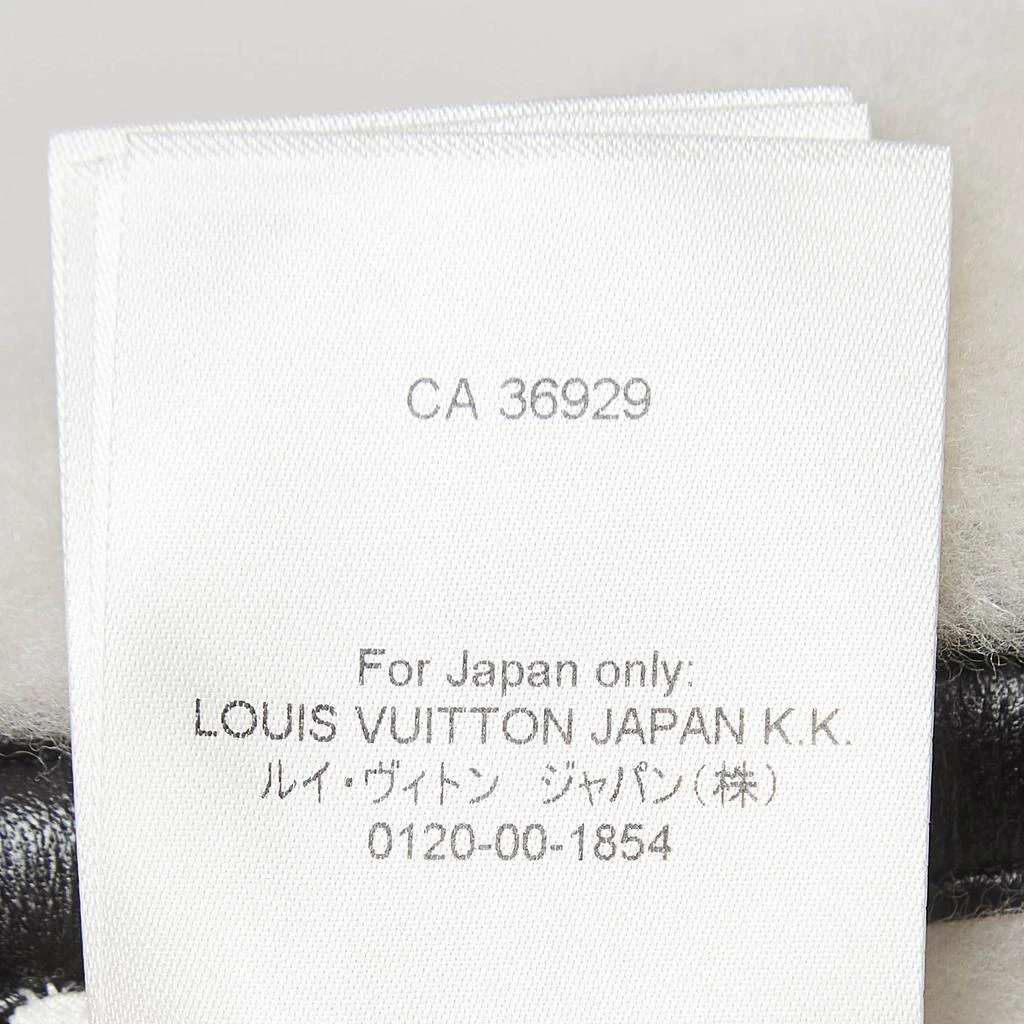 CA 36929
For Japan only:
LOUIS VUITTON JAPAN K.K.
ルイ・ヴィトン　ジャパン(株)
0120-00-1854